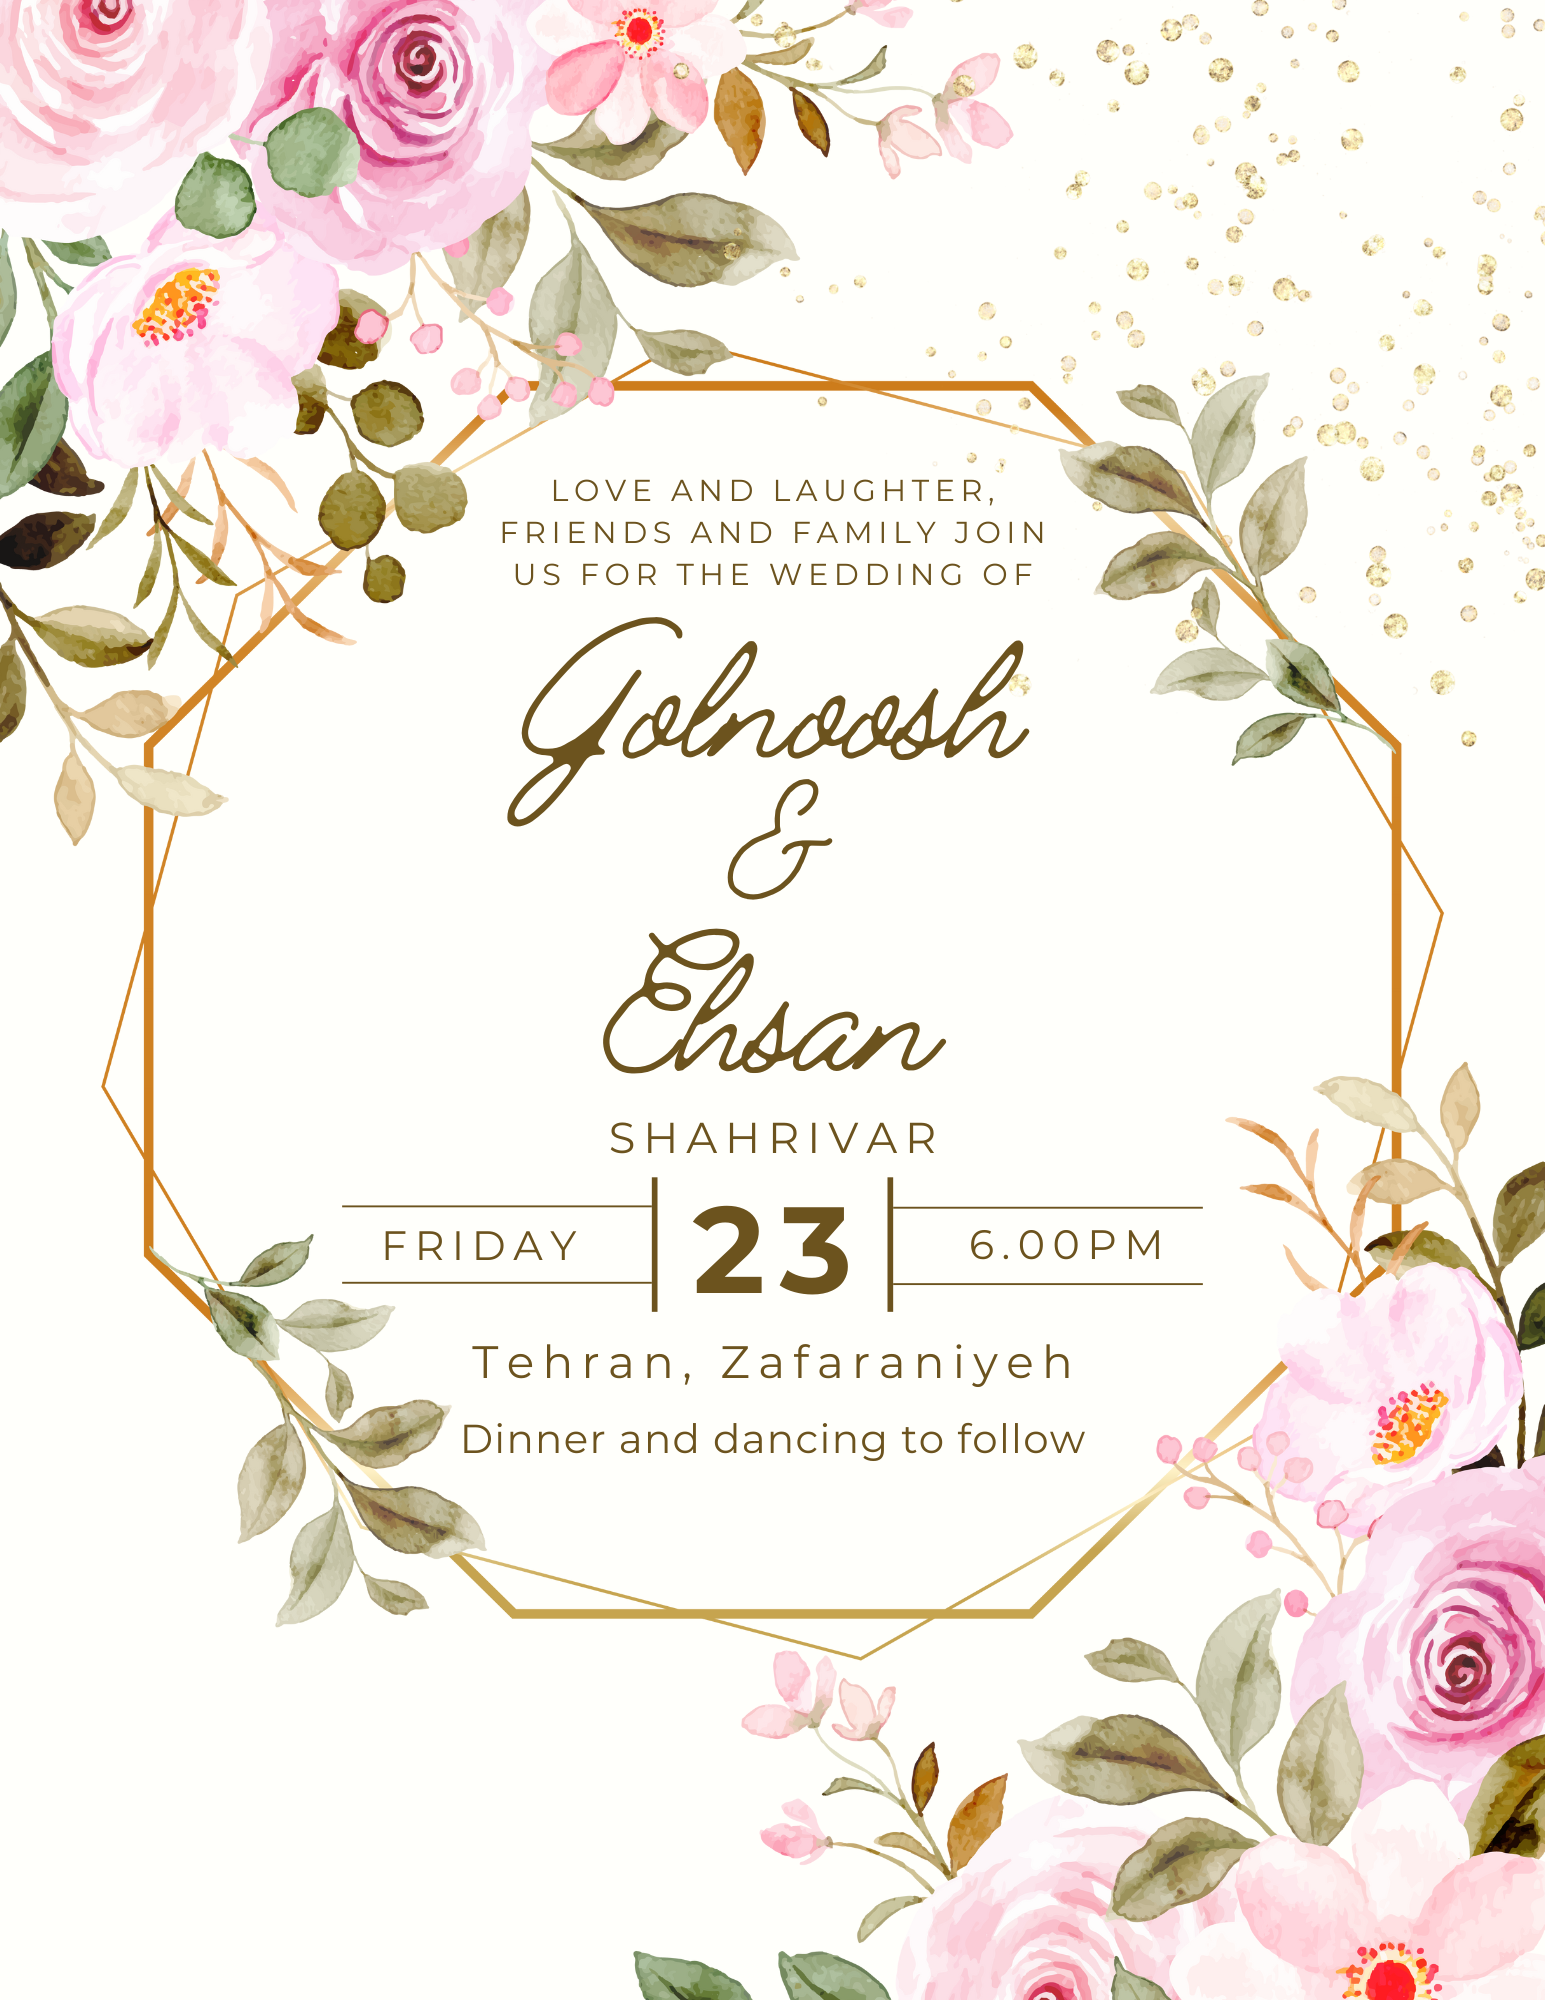 LOVE AND LAUGHTER,
FRIENDS AND FAMILY JOIN
US FOR THE WEDDING OF
Golnoosh
&
Ehsan
SHAHRIVAR
FRIDAY 23 6.00PM
Tehran, Zafaraniyeh
Dinner and dancing to follow